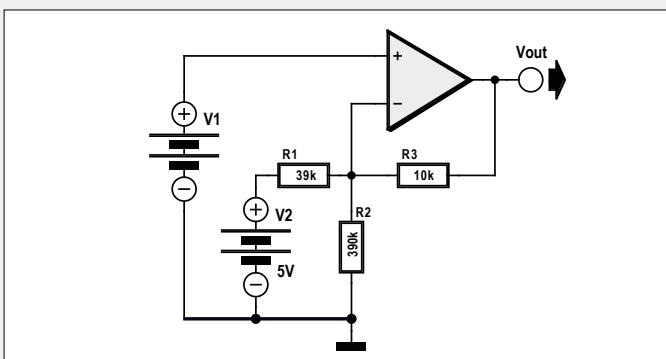 Vout
+
−
+
V1
R1
R3
39k
10k
−
+
V2
R2
390k
5V
−